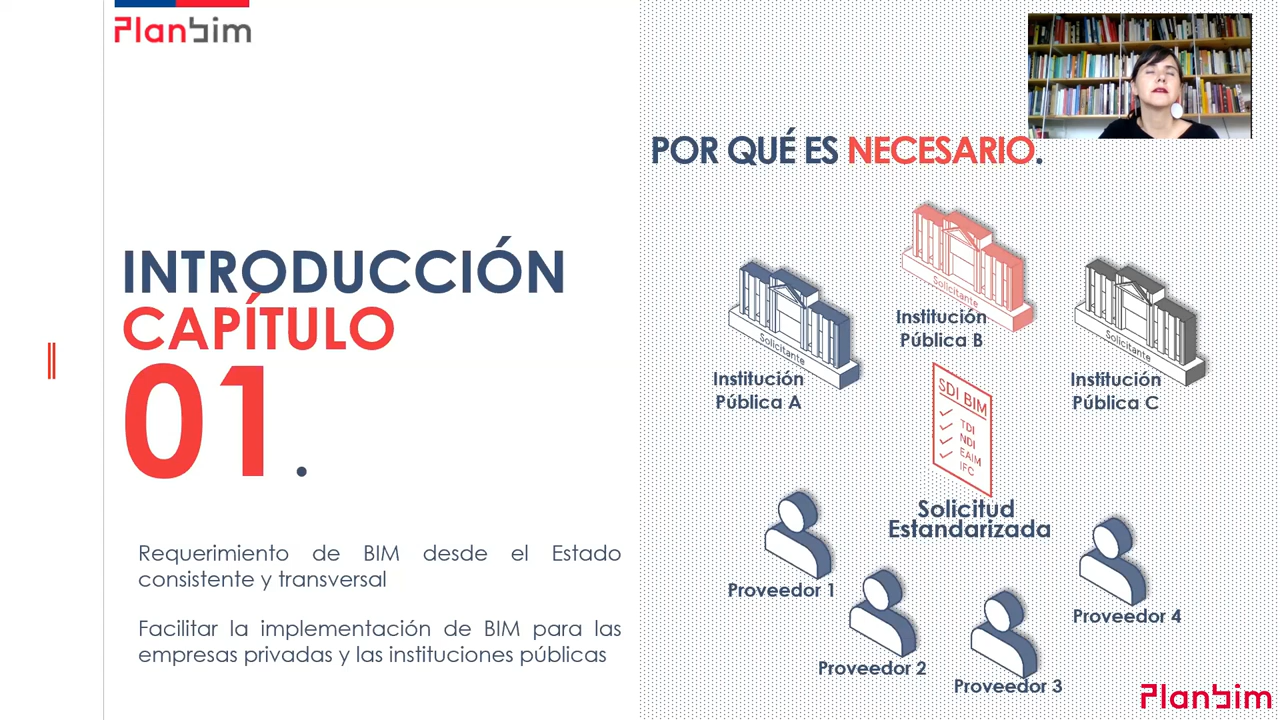 PlanBim
INTRODUCCIÓN
CAPÍTULO
01.
Requerimiento de BIM desde el Estado
consistente y transversal
Facilitar la implementación de BIM para las
empresas privadas y las instituciones públicas
POR QUÉ ES NECESARIO.
Solicitante
Institución
Pública A
Solicitante
Institución
Pública B
Solicitante
Institución
Pública C
SDI BIM
TDI
NDI
EAIM
IFC
Solicitud
Estandarizada
Proveedor 1
Proveedor 2
Proveedor 3
Proveedor 4
PlanBim